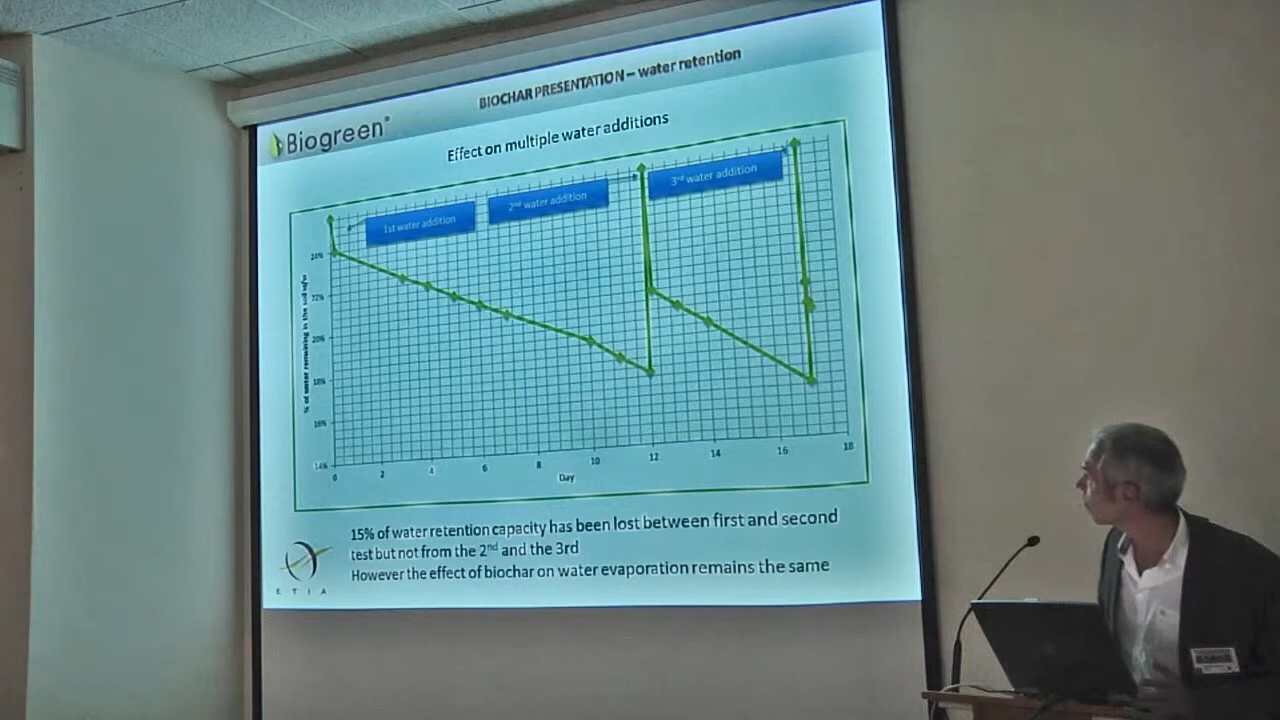 BIOCHAR PRESENTATION – water retention
Biogreen®
Effect on multiple water additions
1st water addition
2nd water addition
3rd water addition
% of water remaining in the soil w/w
24%
22%
20%
18%
16%
14%
0 2 4 6 8 10 12 14 16 18
Day
15% of water retention capacity has been lost between first and second
test but not from the 2nd and the 3rd
However the effect of biochar on water evaporation remains the same
E T I A